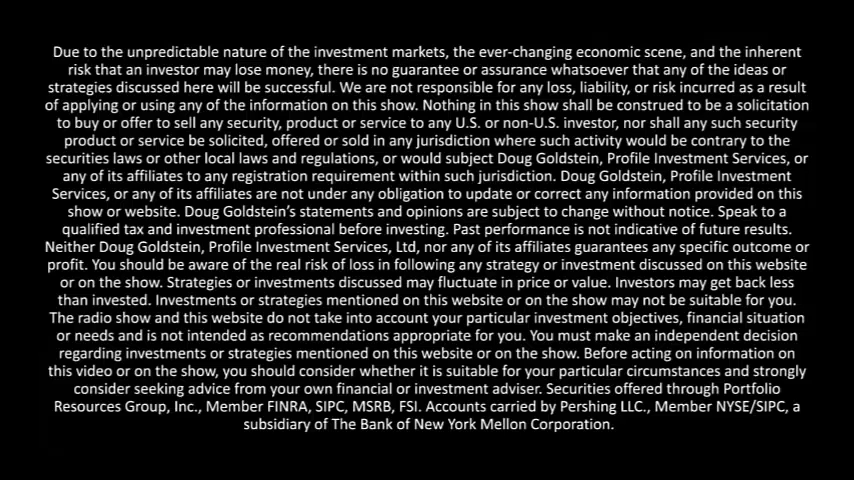 Due to the unpredictable nature of the investment markets, the ever-changing economic scene, and the inherent
risk that an investor may lose money, there is no guarantee or assurance whatsoever that any of the ideas or
strategies discussed here will be successful. We are not responsible for any loss, liability, or risk incurred as a result
of applying or using any of the information on this show. Nothing in this show shall be construed to be a solicitation
to buy or offer to sell any security, product or service to any U.S. or non-U.S. investor, nor shall any such security
product or service be solicited, offered or sold in any jurisdiction where such activity would be contrary to the
securities laws or other local laws and regulations, or would subject Doug Goldstein, Profile Investment Services, or
any of its affiliates to any registration requirement within such jurisdiction. Doug Goldstein, Profile Investment
Services, or any of its affiliates are not under any obligation to update or correct any information provided on this
show or website. Doug Goldstein's statements and opinions are subject to change without notice. Speak to a
qualified tax and investment professional before investing. Past performance is not indicative of future results.
Neither Doug Goldstein, Profile Investment Services, Ltd, nor any of its affiliates guarantees any specific outcome or
profit. You should be aware of the real risk of loss in following any strategy or investment discussed on this website
or on the show. Strategies or investments discussed may fluctuate in price or value. Investors may get back less
than invested. Investments or strategies mentioned on this website or on the show may not be suitable for you.
The radio show and this website do not take into account your particular investment objectives, financial situation
or needs and is not intended as recommendations appropriate for you. You must make an independent decision
regarding investments or strategies mentioned on this website or on the show. Before acting on information on
this video or on the show, you should consider whether it is suitable for your particular circumstances and strongly
consider seeking advice from your own financial or investment adviser. Securities offered through Portfolio
Resources Group, Inc., Member FINRA, SIPC, MSRB, FSI. Accounts carried by Pershing LLC., Member NYSE/SIPC, a
subsidiary of The Bank of New York Mellon Corporation.